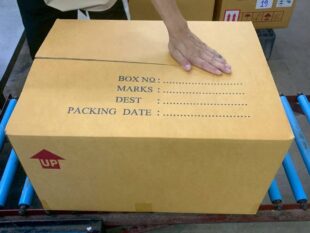 BOX NO.:....................
MARKS:....................
DEST:....................
PACKING DATE:....................
UP